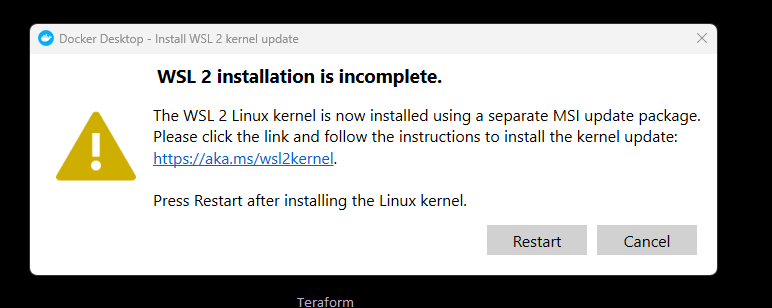 Docker Desktop - Install WSL 2 kernel update
WSL 2 installation is incomplete.
The WSL 2 Linux kernel is now installed using a separate MSI update package.
Please click the link and follow the instructions to install the kernel update:
https://aka.ms/wsl2kernel.
Press Restart after installing the Linux kernel.
Restart
Cancel
Terraform